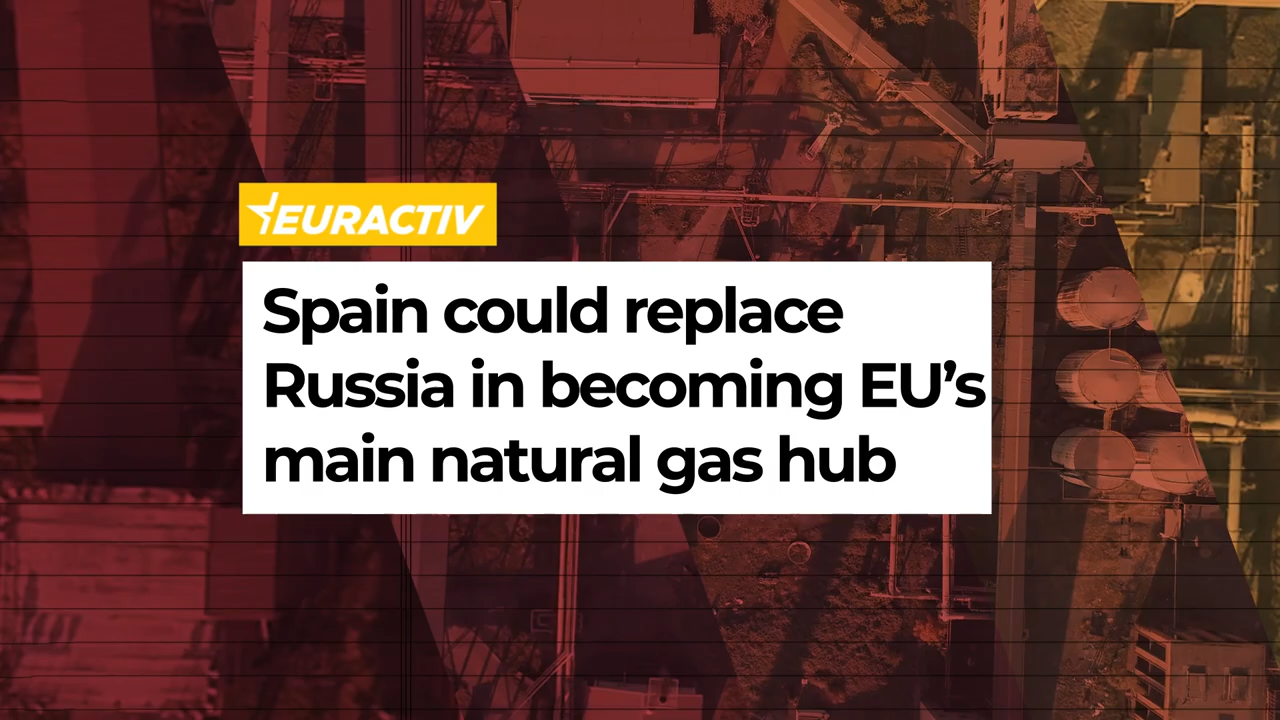 EURACTIV
Spain could replace
Russia in becoming EU’s
main natural gas hub